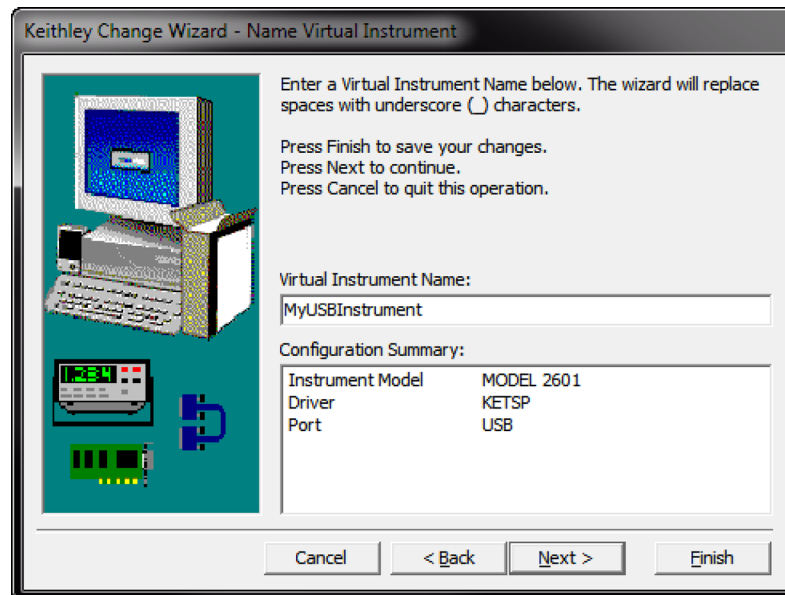 Keithley Change Wizard - Name Virtual Instrument
Enter a Virtual Instrument Name below. The wizard will replace
spaces with underscore (_) characters.
Press Finish to save your changes.
Press Next to continue.
Press Cancel to quit this operation.
1.284
Virtual Instrument Name:
MyUSBInstrument
Configuration Summary:
Instrument Model MODEL 2601
Driver KETSP
Port USB
Cancel < Back Next > Finish